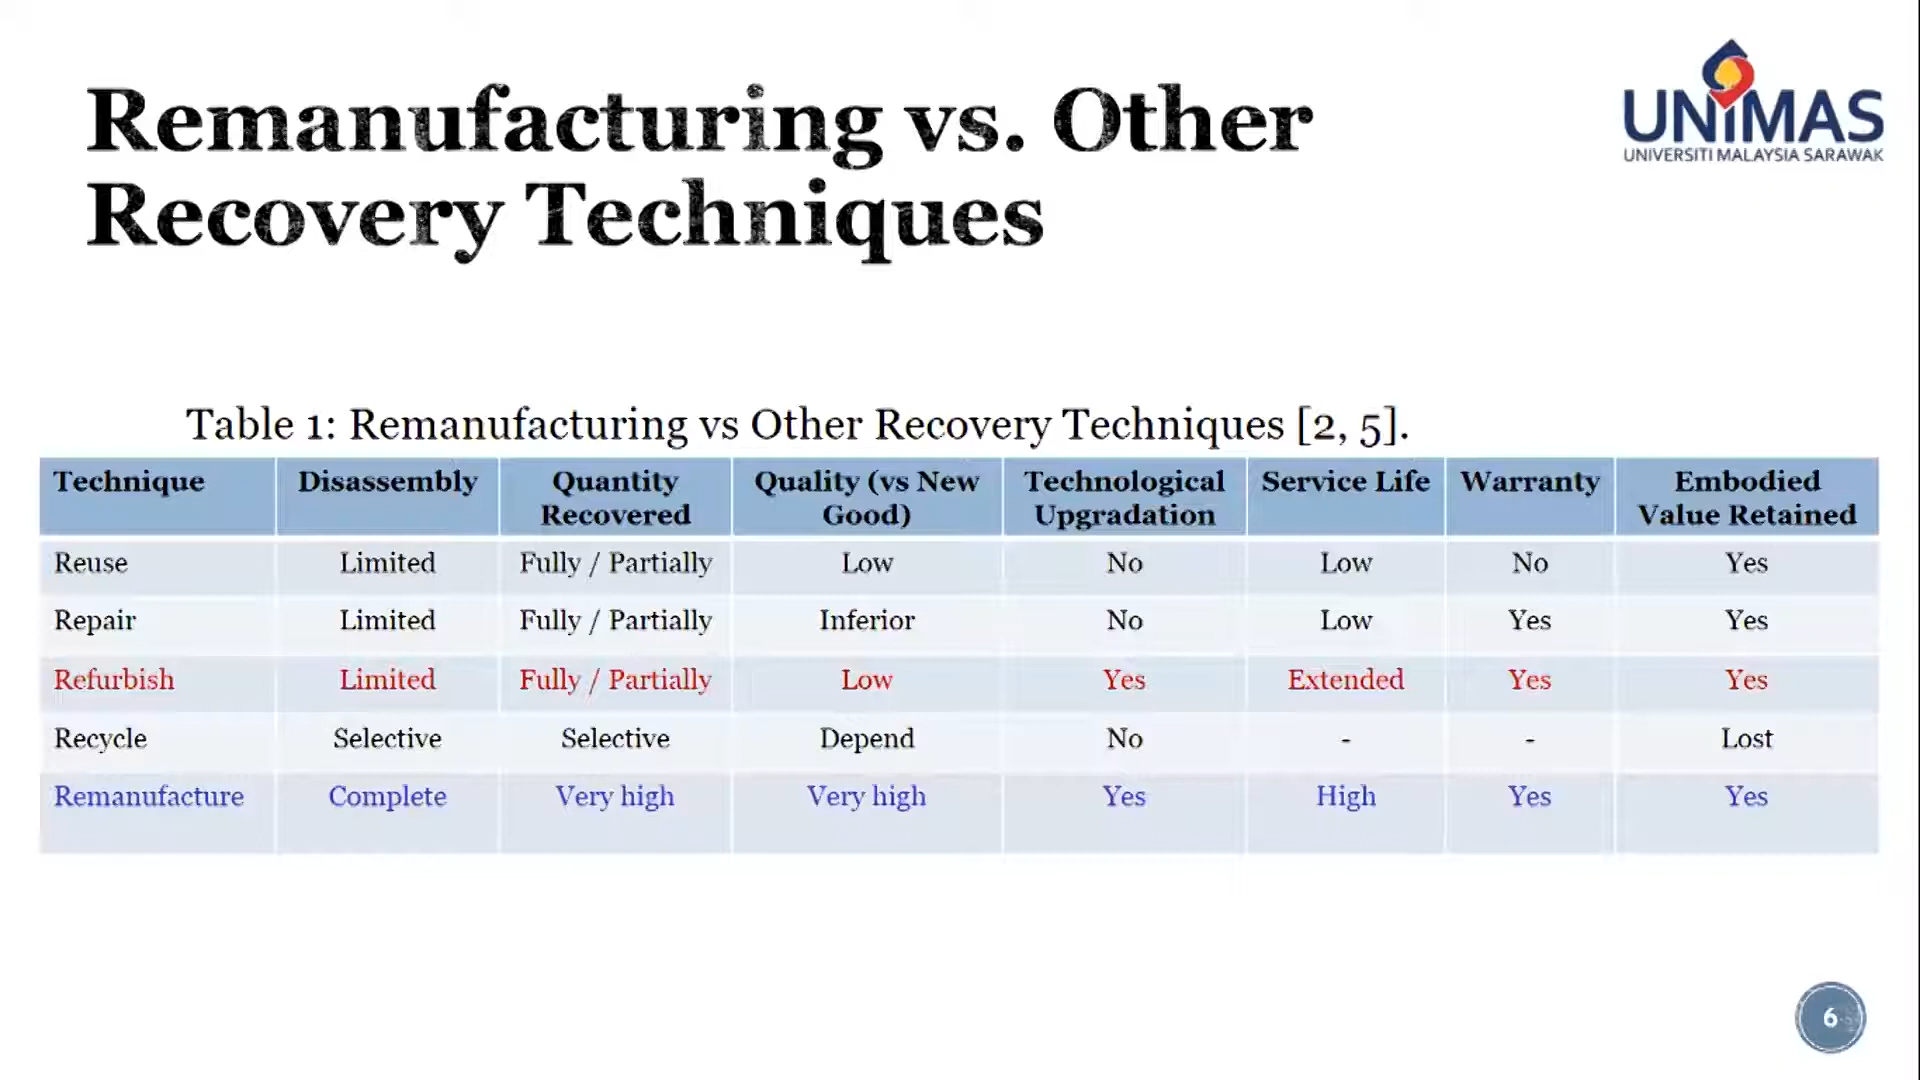 Remanufacturing vs. Other
Recovery Techniques
UNIMAS
UNIVERSITI MALAYSIA SARAWAK
Table 1: Remanufacturing vs Other Recovery Techniques [2, 5].
Technique Disassembly Quantity Recovered Quality (vs New Good) Technological Upgradation Service Life Warranty Embodied Value Retained
Reuse Limited Fully / Partially Low No Low No Yes
Repair Limited Fully / Partially Inferior No Low Yes Yes
Refurbish Limited Fully / Partially Low Yes Extended Yes Yes
Recycle Selective Selective Depend No - - Lost
Remanufacture Complete Very high Very high Yes High Yes Yes
6